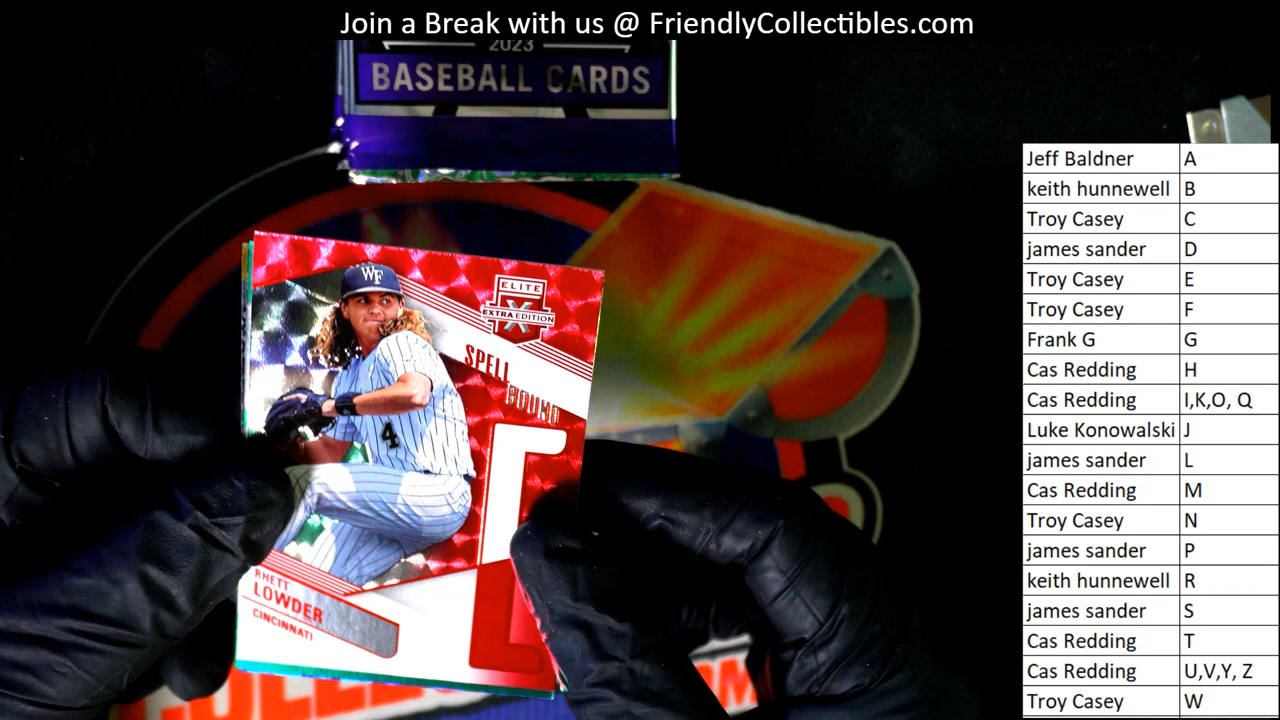 Join a Break with us @ FriendlyCollectibles.com
2023
BASEBALL CARDS
WF
ELITE
X
EXTRA EDITION
SPELL
BOUND
4
RHETT
LOWDER
CINCINNATI
Jeff Baldner A
keith hunnewell B
Troy Casey C
james sander D
Troy Casey E
Troy Casey F
Frank G G
Cas Redding H
Cas Redding I,K,O, Q
Luke Konowalski J
james sander L
Cas Redding M
Troy Casey N
james sander P
keith hunnewell R
james sander S
Cas Redding T
Cas Redding U,V,Y, Z
Troy Casey W